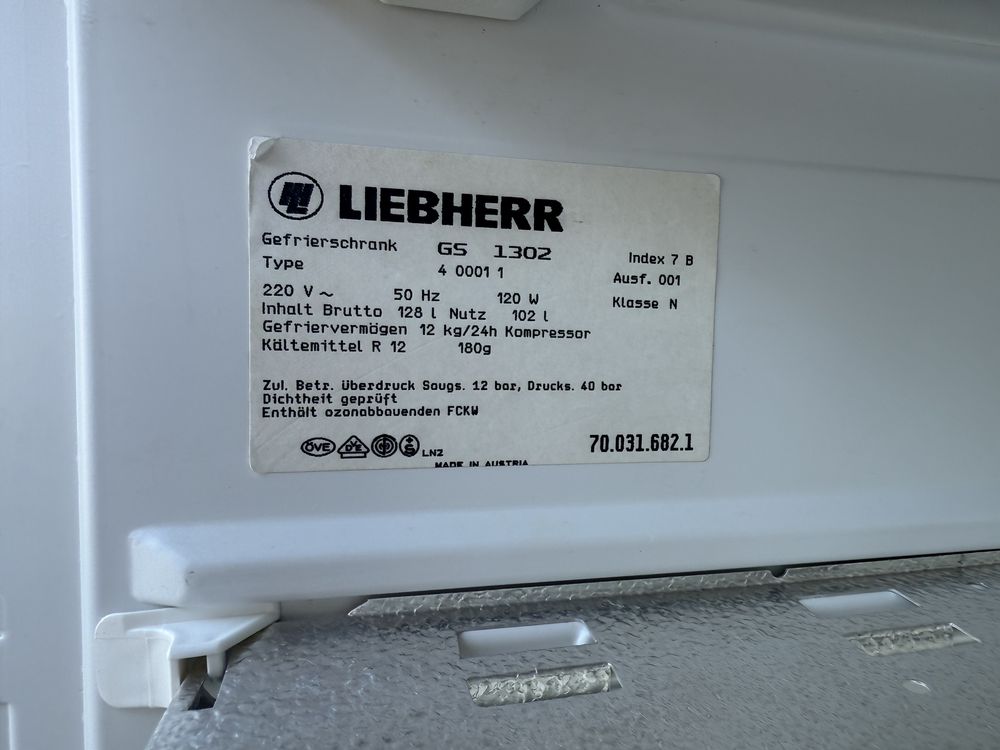 LIEBHERR
Gefrierschrank GS 1302 Index 7 B
Type 4 0001 1 Ausf. 001
220 V ~ 50 Hz 120 W Klasse N
Inhalt Brutto 128 l Nutz 102 l
Gefriervermögen 12 kg/24h Kompressor
Kältemittel R 12 180g
Zul. Betr. überdruck Saugs. 12 bar, Drucks. 40 bar
Dichtheit geprüft
Enthält ozonabbauenden FCKW
ÖVE VDE S LN2 70.031.682.1
MADE IN AUSTRIA